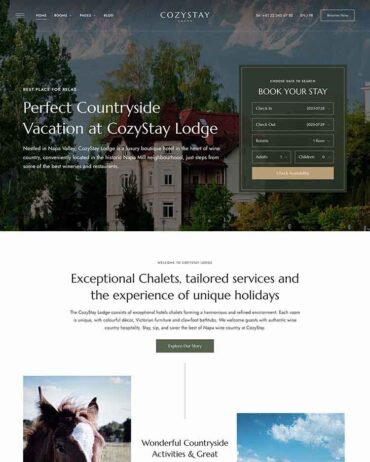 HOME ROOMS PAGES BLOG
COZYSTAY
LODGE
Tel: +41 22 345 67 88 EN / FR
Reserve Now
BEST PLACE FOR RELAX
Perfect Countryside
Vacation at CozyStay Lodge
Nestled in Napa Valley, CozyStay Lodge is a luxury boutique hotel in the heart of wine
country, conveniently located in the historic Napa Mill neighbourhood, just steps from
some of the best wineries and restaurants.
CHOOSE DATE TO SEARCH
BOOK YOUR STAY
Check In 2023-07-28
Check Out 2023-07-29
Rooms 1 Room
Adults 1 Children 0
Check Availability
WELCOME TO COZYSTAY LODGE
Exceptional Chalets, tailored services and
the experience of unique holidays
The CozyStay Lodge consists of exceptional hotels chalets forming a harmonious and refined environment. Each room
is unique, with colourful décor, Victorian furniture and clawfoot bathtubs. We welcome guests with authentic wine
country hospitality. Stay, sip, and savor the best of Napa wine country at CozyStay.
Explore Our Story
Wonderful Countryside
Activities & Great